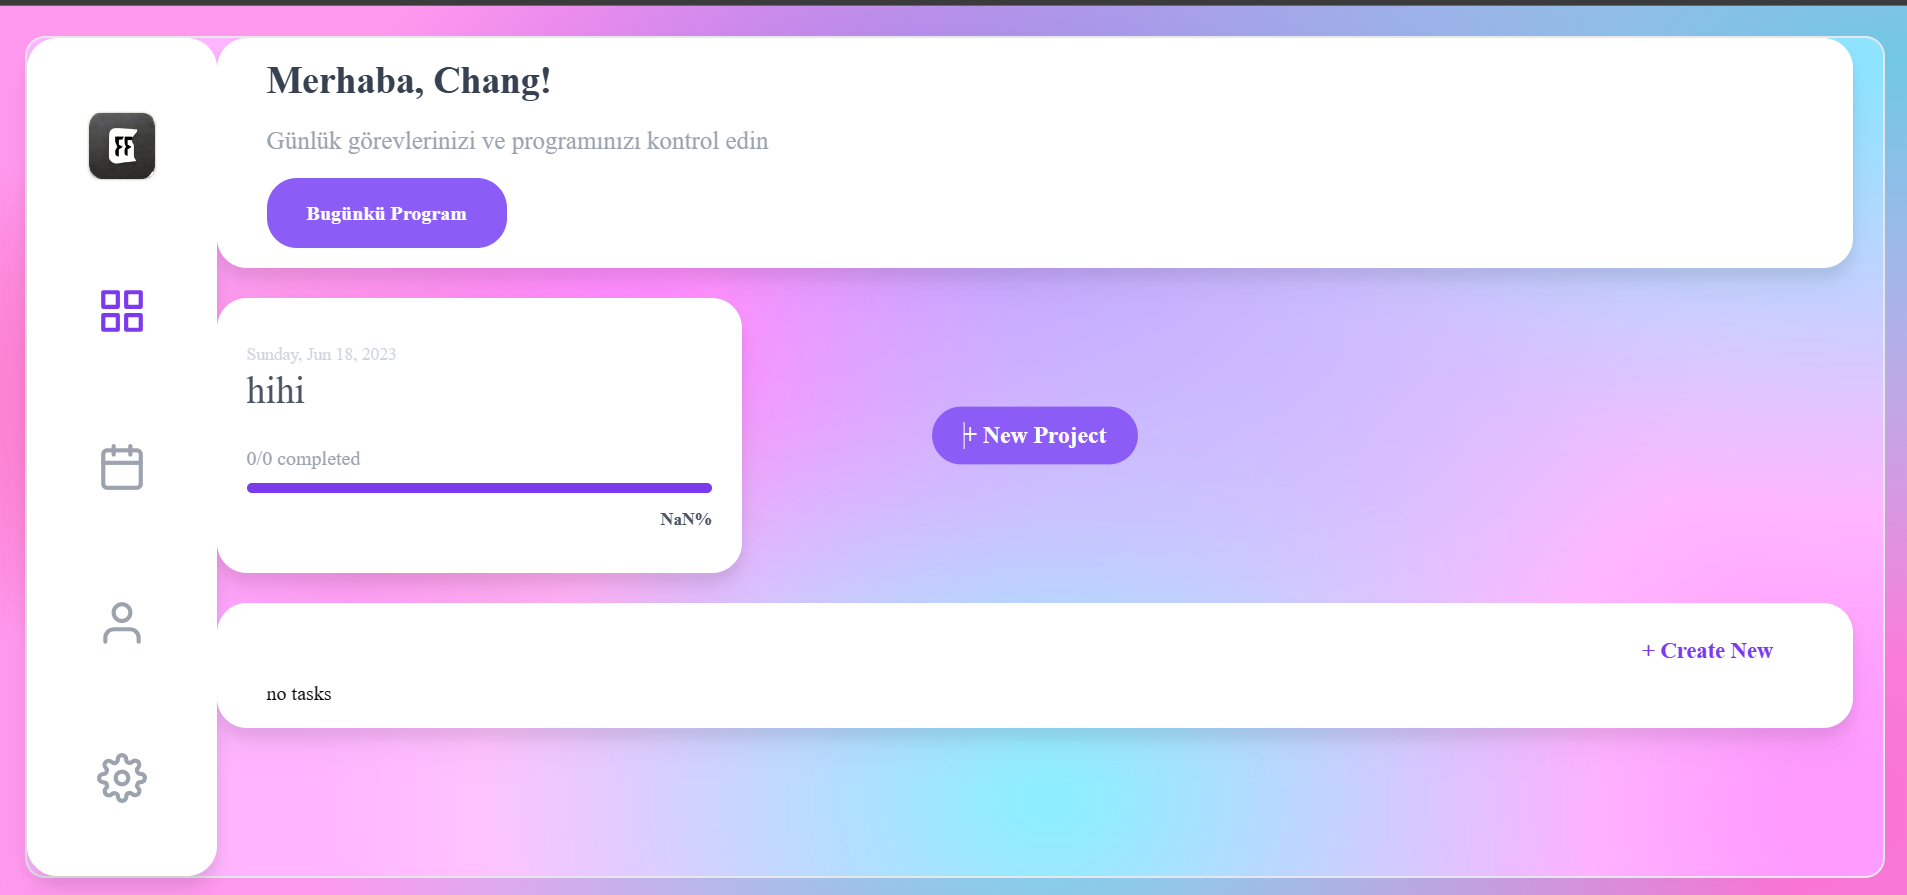 FF
Merhaba, Chang!
Günlük görevlerinizi ve programınızı kontrol edin
Bugünkü Program
Sunday, Jun 18, 2023
hihi
0/0 completed
NaN%
+ New Project
+ Create New
no tasks